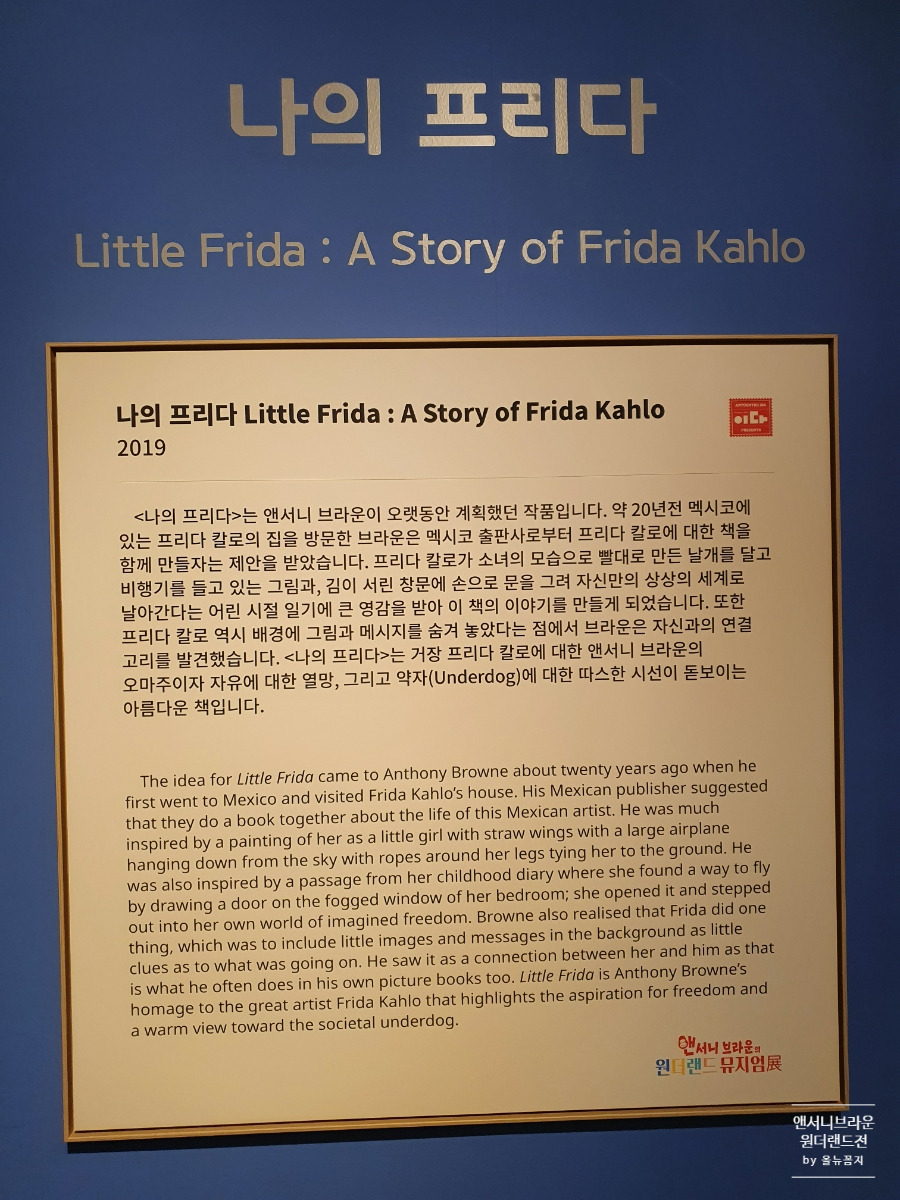 나의 프리다
Little Frida : A Story of Frida Kahlo
나의 프리다 Little Frida : A Story of Frida Kahlo
2019
이다
PRESENTS
<나의 프리다>는 앤서니 브라운이 오랫동안 계획했던 작품입니다. 약 20년전 멕시코에
있는 프리다 칼로의 집을 방문한 브라운은 멕시코 출판사로부터 프리다 칼로에 대한 책을
함께 만들자는 제안을 받았습니다. 프리다 칼로가 소녀의 모습으로 빨대로 만든 날개를 달고
비행기를 들고 있는 그림과, 김이 서린 창문에 손으로 문을 그려 자신만의 상상의 세계로
날아간다는 어린 시절 일기에 큰 영감을 받아 이 책의 이야기를 만들게 되었습니다. 또한
프리다 칼로 역시 배경에 그림과 메시지를 숨겨 놓았다는 점에서 브라운은 자신과의 연결
고리를 발견했습니다. <나의 프리다>는 거장 프리다 칼로에 대한 앤서니 브라운의
오마주이자 자유에 대한 열망, 그리고 약자(Underdog)에 대한 따스한 시선이 돋보이는
아름다운 책입니다.
The idea for Little Frida came to Anthony Browne about twenty years ago when he
first went to Mexico and visited Frida Kahlo's house. His Mexican publisher suggested
that they do a book together about the life of this Mexican artist. He was much
inspired by a painting of her as a little girl with straw wings with a large airplane
hanging down from the sky with ropes around her legs tying her to the ground. He
was also inspired by a passage from her childhood diary where she found a way to fly
by drawing a door on the fogged window of her bedroom; she opened it and stepped
out into her own world of imagined freedom. Browne also realised that Frida did one
thing, which was to include little images and messages in the background as little
clues as to what was going on. He saw it as a connection between her and him as that
is what he often does in his own picture books too. Little Frida is Anthony Browne's
homage to the great artist Frida Kahlo that highlights the aspiration for freedom and
a warm view toward the societal underdog.
앤서니 브라운의
원더랜드 뮤지엄展
앤서니브라운
원더랜드전
by 올뉴꼼지